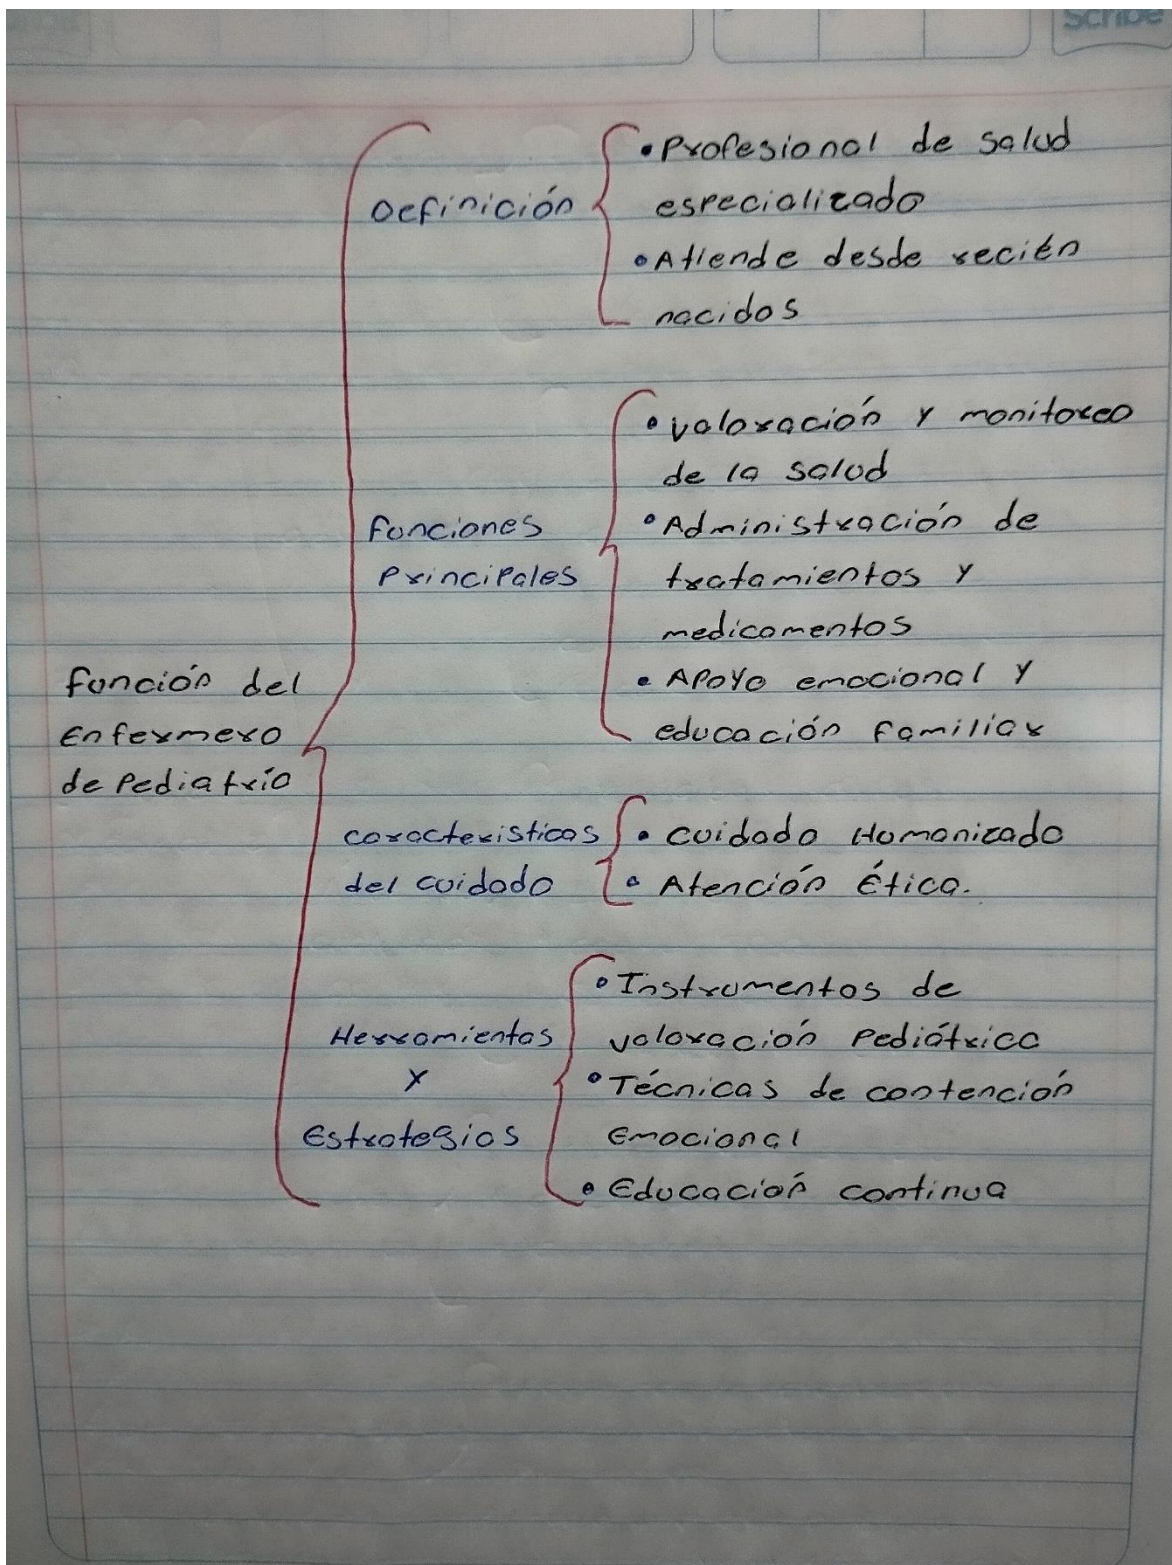 Scribe
Definición
• Profesional de salud
especializado
• Atiende desde recién
nacidos
Funciones
Principales
• Valoración y monitoreo
de la salud
• Administración de
tratamientos y
medicamentos
• Apoyo emocional y
educación familiar
Función del
Enfermero
de Pediatría
características
del cuidado
• Cuidado Humanizado
• Atención Ética.
Herramientas
y
Estrategias
• Instrumentos de
valoración Pediátrica
• Técnicas de contención
Emocional
• Educación continua